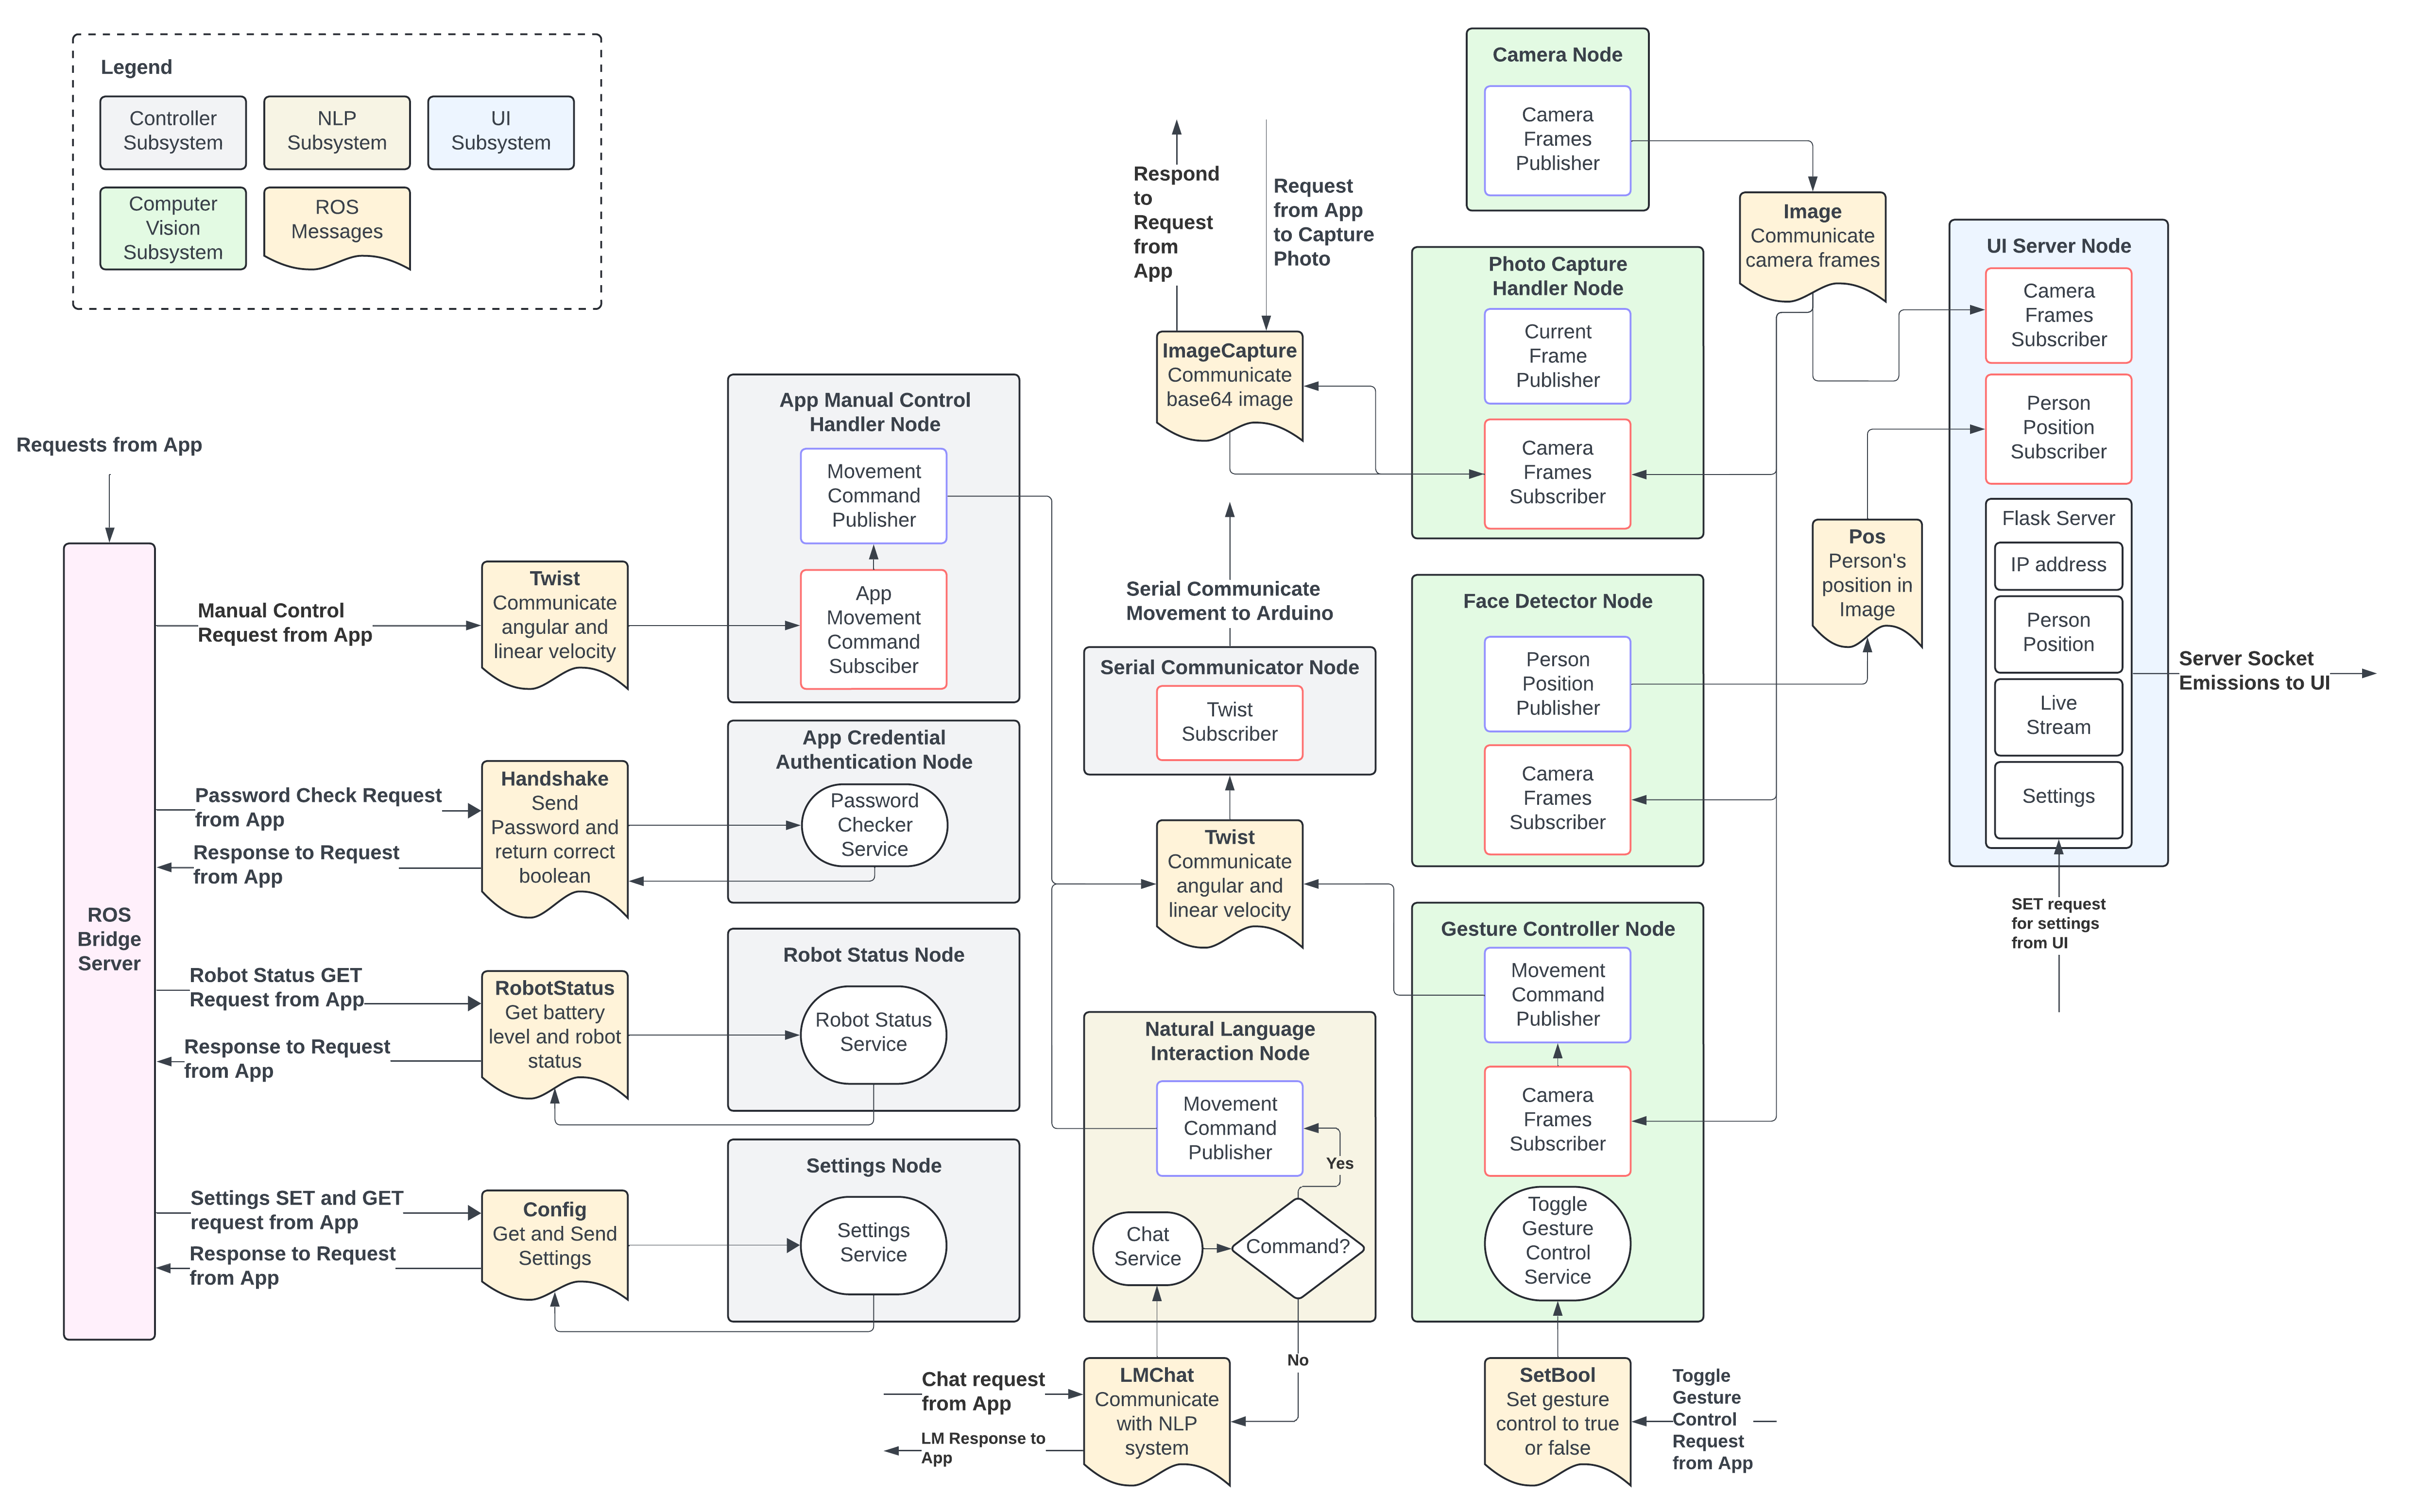 Legend
Controller
Subsystem
NLP
Subsystem
UI
Subsystem
Computer
Vision
Subsystem
ROS
Messages
Requests from App
ROS
Bridge
Server
Manual Control
Request from App
Password Check Request
from App
Response to Request
from App
Robot Status GET
Request from App
Response to Request
from App
Settings SET and GET
request from App
Response to Request
from App
Twist
Communicate
angular and
linear velocity
Handshake
Send
Password and
return correct
boolean
RobotStatus
Get battery
level and robot
status
Config
Get and Send
Settings
App Manual Control
Handler Node
Movement
Command
Publisher
App
Movement
Command
Subsciber
App Credential
Authentication Node
Password
Checker
Service
Robot Status Node
Robot Status
Service
Settings Node
Settings
Service
Respond
to
Request
from
App
Request
from App
to Capture
Photo
ImageCapture
Communicate
base64 image
Serial Communicate
Movement to Arduino
Serial Communicator Node
Twist
Subscriber
Twist
Communicate
angular and
linear velocity
Natural Language
Interaction Node
Movement
Command
Publisher
Yes
Chat
Service
Command?
No
Chat request
from App
LM Response to
App
LMChat
Communicate
with NLP
system
Camera Node
Camera
Frames
Publisher
Photo Capture
Handler Node
Current
Frame
Publisher
Camera
Frames
Subscriber
Face Detector Node
Person
Position
Publisher
Camera
Frames
Subscriber
Gesture Controller Node
Movement
Command
Publisher
Camera
Frames
Subscriber
Toggle
Gesture
Control
Service
SetBool
Set gesture
control to true
or false
Toggle
Gesture
Control
Request
from App
Image
Communicate
camera frames
Pos
Person's
position in
Image
UI Server Node
Camera
Frames
Subscriber
Person
Position
Subscriber
Flask Server
IP address
Person
Position
Live
Stream
Settings
SET request
for settings
from UI
Server Socket
Emissions to UI